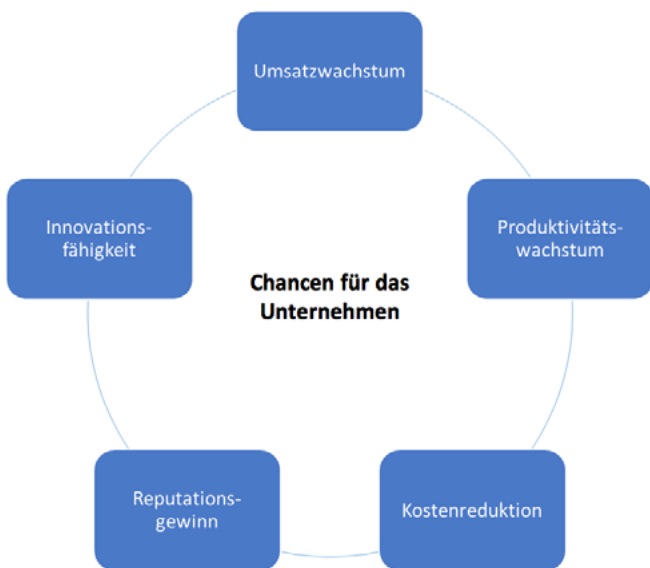 Umsatzwachstum
Produktivitäts-
wachstum
Kostenreduktion
Reputations-
gewinn
Innovations-
fähigkeit
Chancen für das
Unternehmen